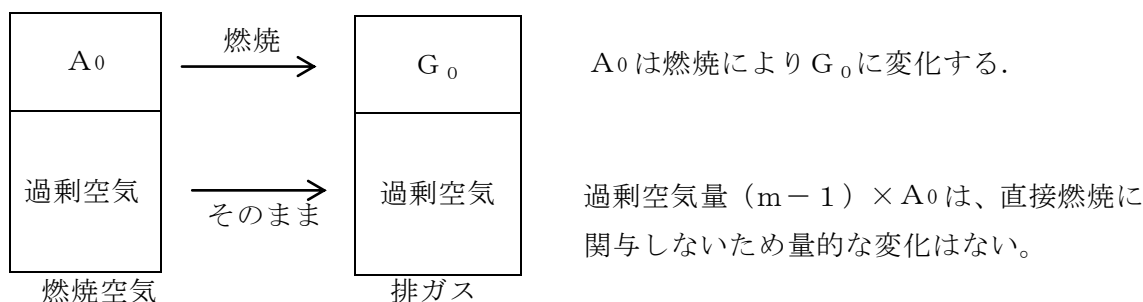 燃焼
A0
G0
A0は燃焼によりG0に変化する.
過剰空気
そのまま
過剰空気
過剰空気量（m－1）×A0は、直接燃焼に
関与しないため量的な変化はない。
燃焼空気
排ガス